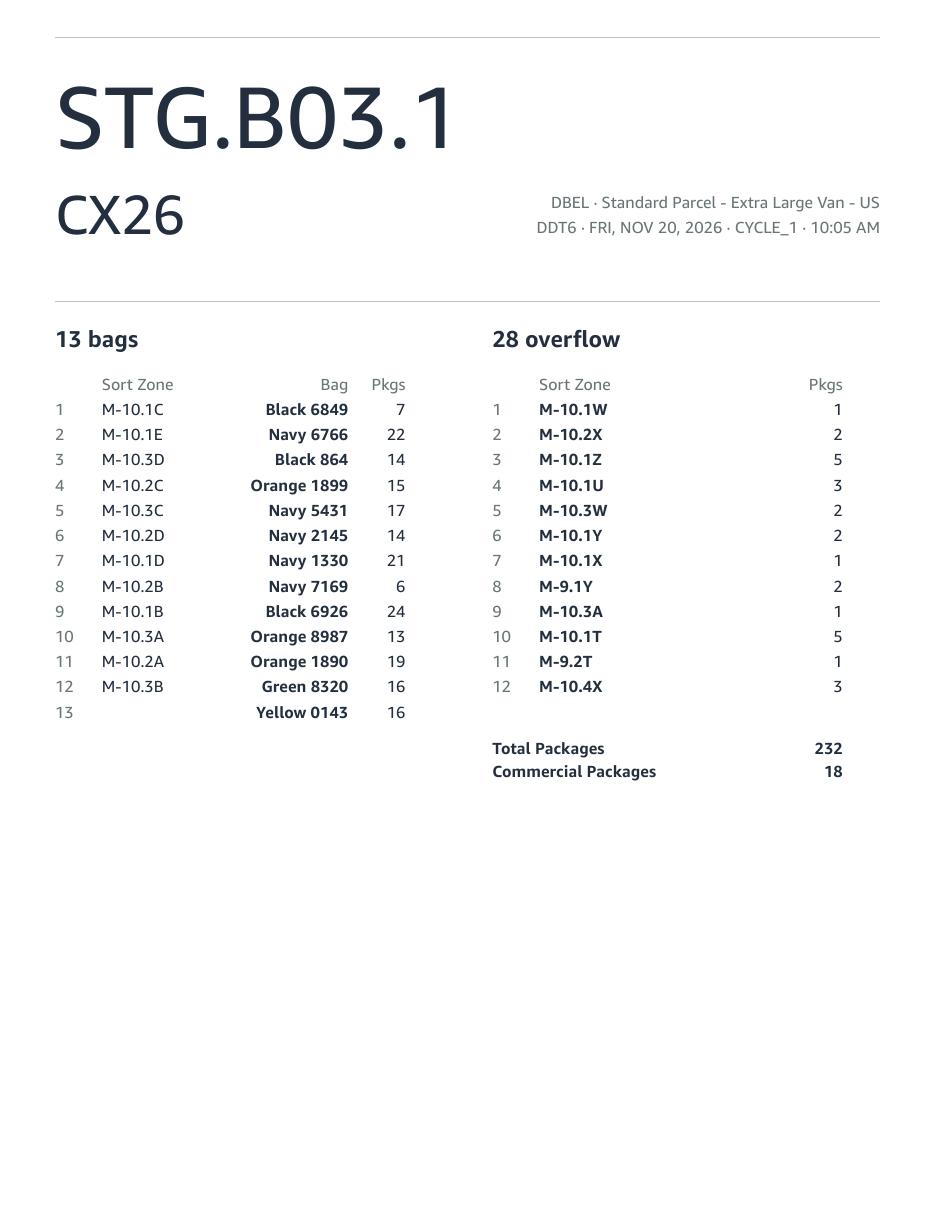 STG.B03.1
CX26
DBEL · Standard Parcel - Extra Large Van - US
DDT6 · FRI, NOV 20, 2026 · CYCLE_1 · 10:05 AM
13 bags
Sort Zone Bag Pkgs
1 M-10.1C Black 6849 7
2 M-10.1E Navy 6766 22
3 M-10.3D Black 864 14
4 M-10.2C Orange 1899 15
5 M-10.3C Navy 5431 17
6 M-10.2D Navy 2145 14
7 M-10.1D Navy 1330 21
8 M-10.2B Navy 7169 6
9 M-10.1B Black 6926 24
10 M-10.3A Orange 8987 13
11 M-10.2A Orange 1890 19
12 M-10.3B Green 8320 16
13 Yellow 0143 16
28 overflow
Sort Zone Pkgs
1 M-10.1W 1
2 M-10.2X 2
3 M-10.1Z 5
4 M-10.1U 3
5 M-10.3W 2
6 M-10.1Y 2
7 M-10.1X 1
8 M-9.1Y 2
9 M-10.3A 1
10 M-10.1T 5
11 M-9.2T 1
12 M-10.4X 3
Total Packages 232
Commercial Packages 18